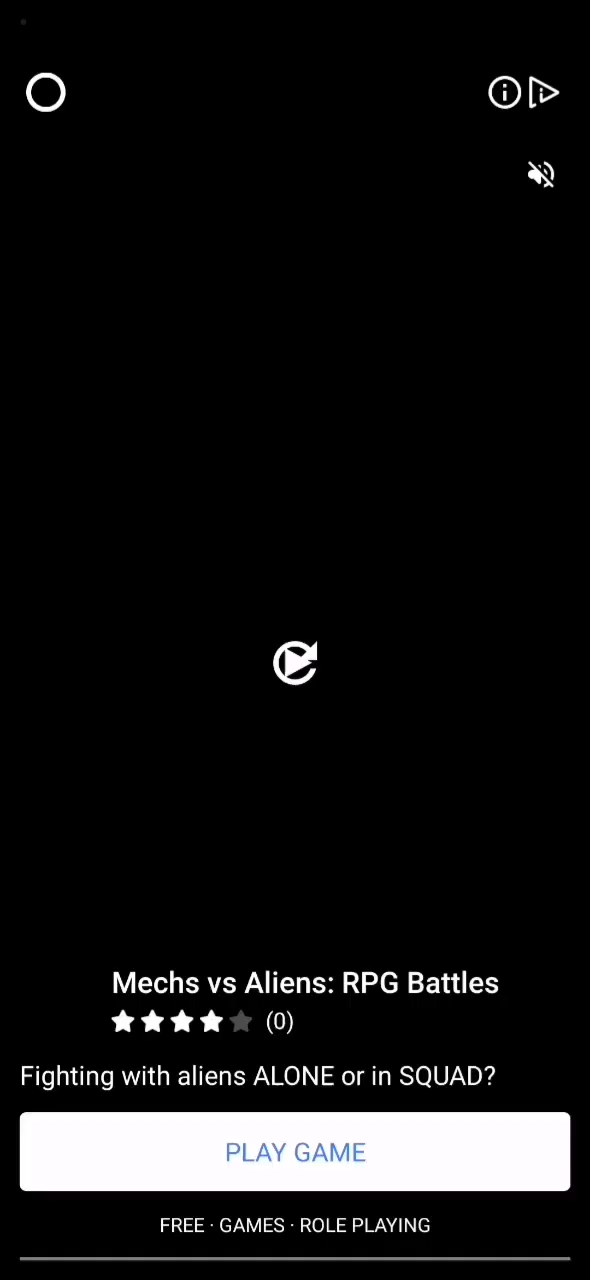 Mechs vs Aliens: RPG Battles
(0)
Fighting with aliens ALONE or in SQUAD?
PLAY GAME
FREE · GAMES · ROLE PLAYING